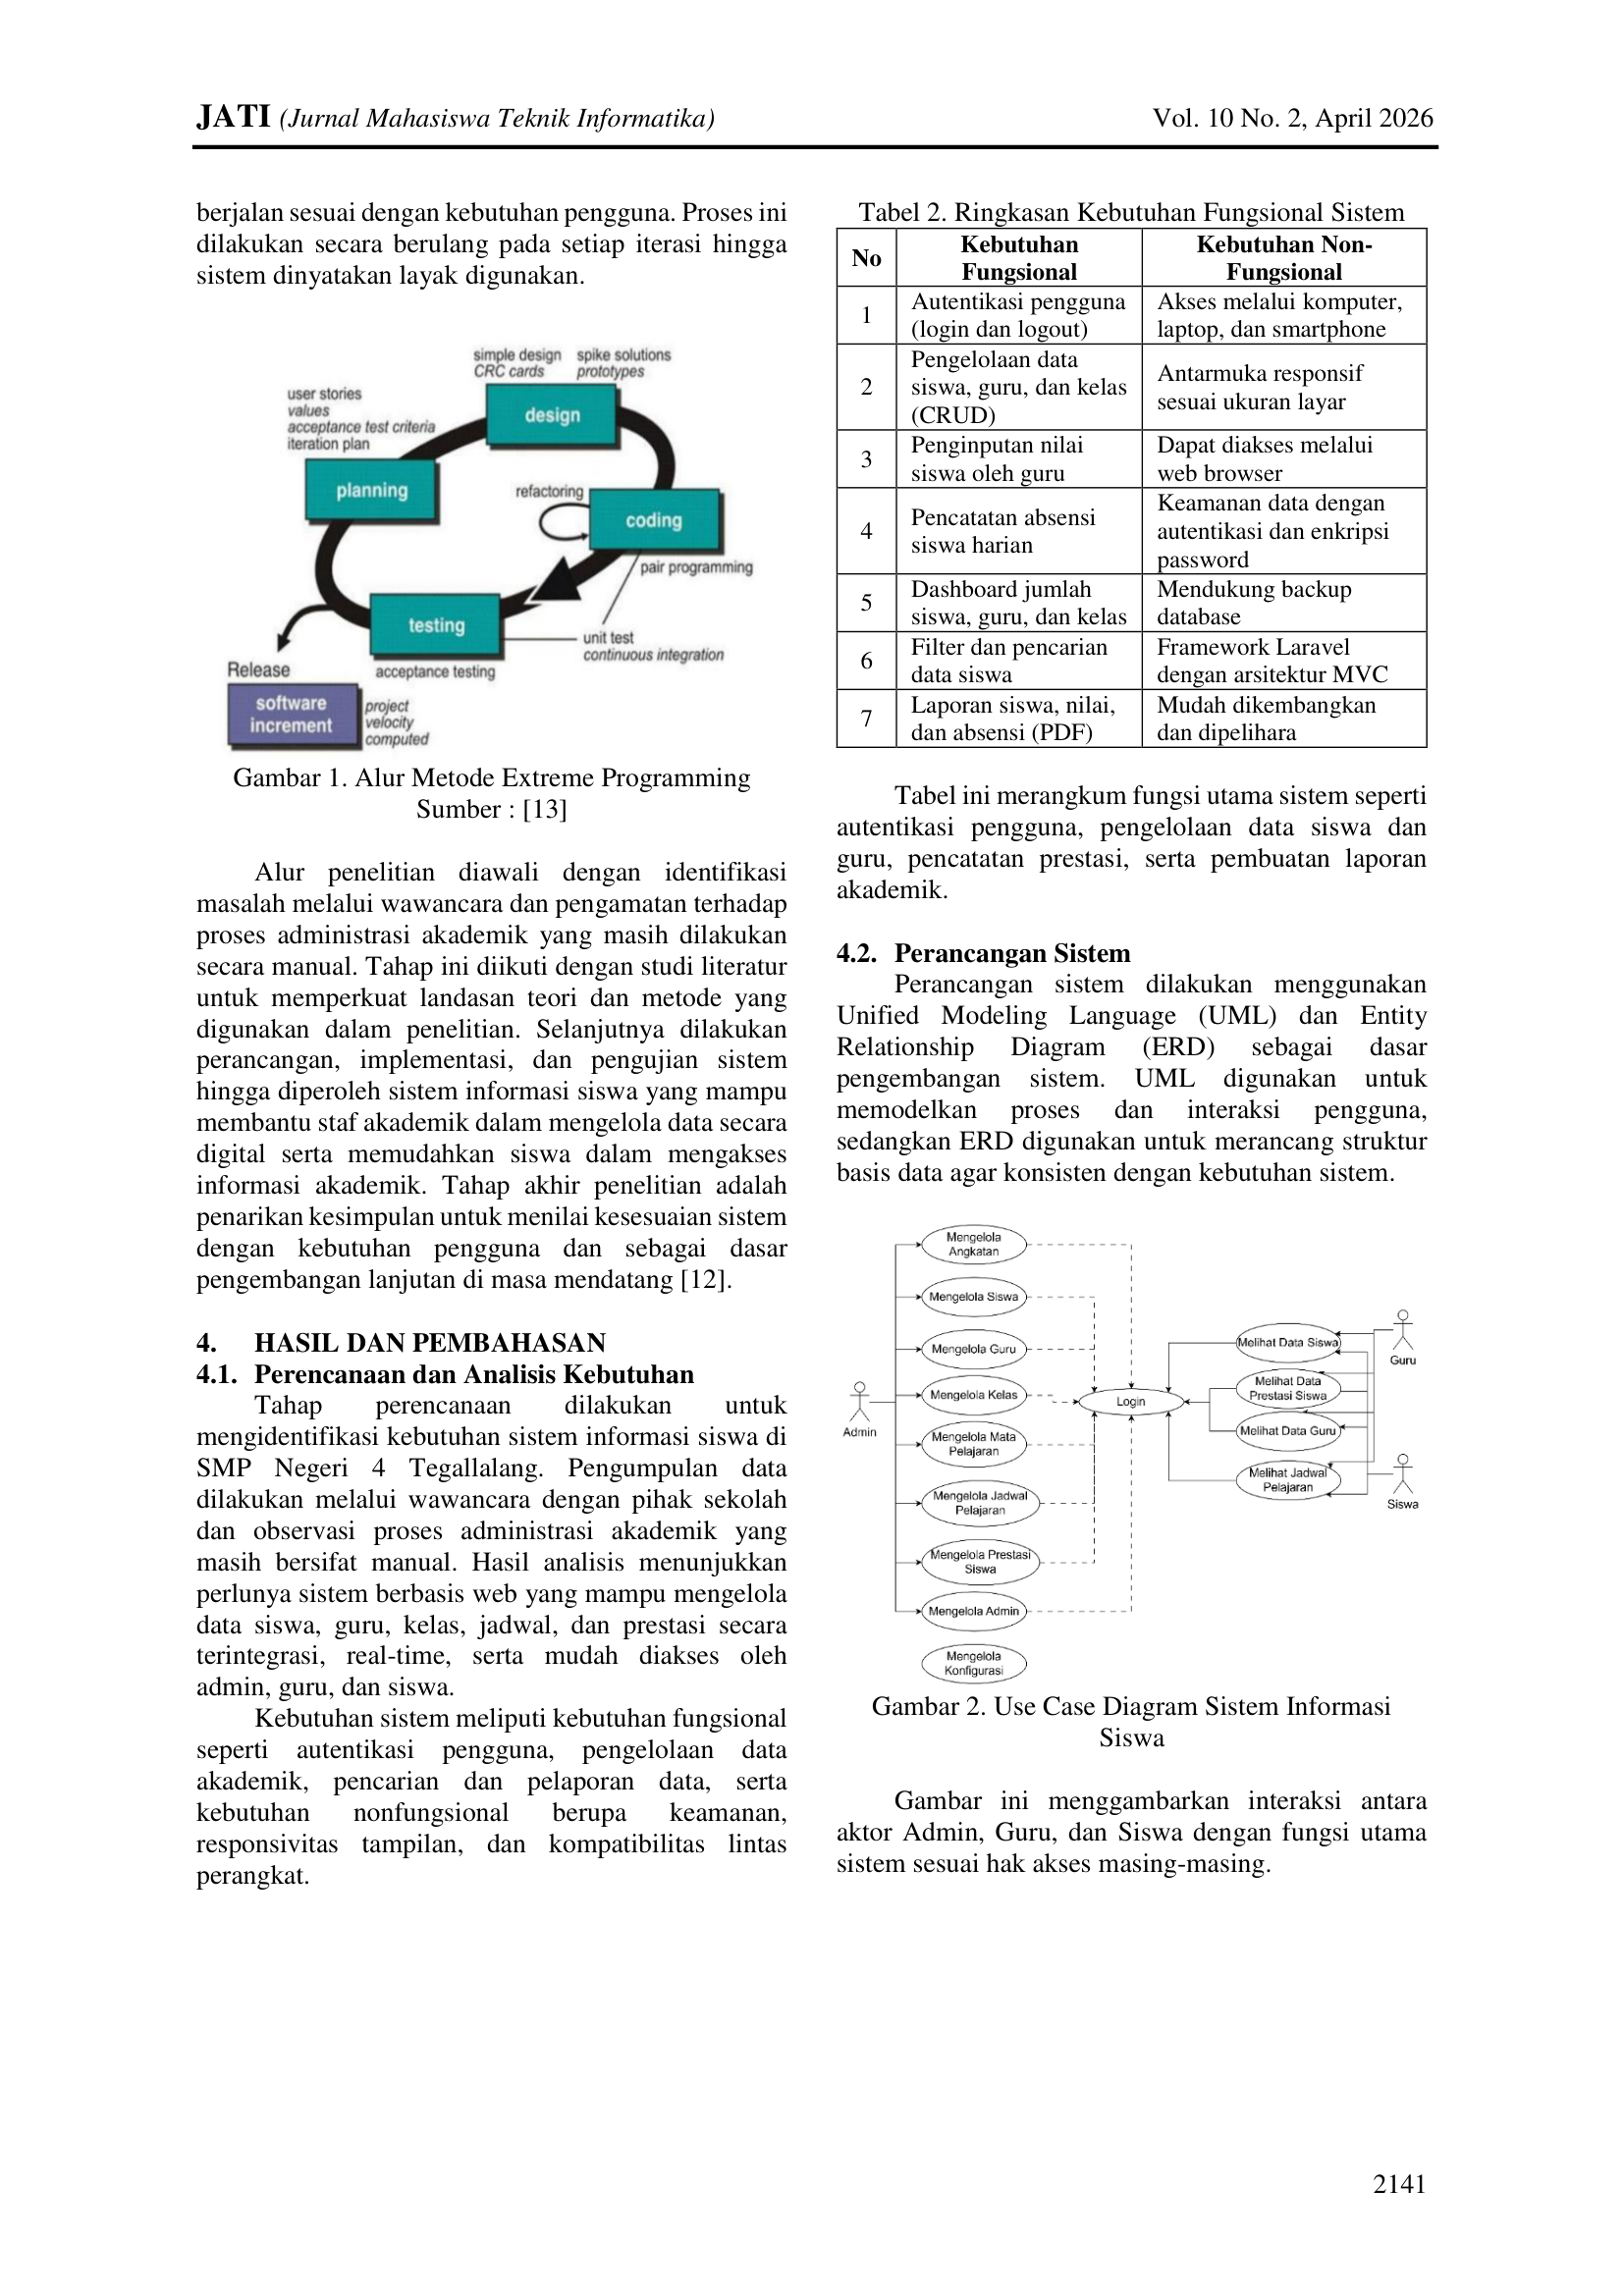 JATI (Jurnal Mahasiswa Teknik Informatika)
Vol. 10 No. 2, April 2026
berjalan sesuai dengan kebutuhan pengguna. Proses ini
dilakukan secara berulang pada setiap iterasi hingga
sistem dinyatakan layak digunakan.
simple design
CRC cards
spike solutions
prototypes
user stories
values
acceptance test criteria
iteration plan
design
planning
refactoring
coding
pair programming
testing
unit test
continuous integration
acceptance testing
Release
software
increment
project
velocity
computed
Gambar 1. Alur Metode Extreme Programming
Sumber : [13]
Alur penelitian diawali dengan identifikasi
masalah melalui wawancara dan pengamatan terhadap
proses administrasi akademik yang masih dilakukan
secara manual. Tahap ini diikuti dengan studi literatur
untuk memperkuat landasan teori dan metode yang
digunakan dalam penelitian. Selanjutnya dilakukan
perancangan, implementasi, dan pengujian sistem
hingga diperoleh sistem informasi siswa yang mampu
membantu staf akademik dalam mengelola data secara
digital serta memudahkan siswa dalam mengakses
informasi akademik. Tahap akhir penelitian adalah
penarikan kesimpulan untuk menilai kesesuaian sistem
dengan kebutuhan pengguna dan sebagai dasar
pengembangan lanjutan di masa mendatang [12].
4. HASIL DAN PEMBAHASAN
4.1. Perencanaan dan Analisis Kebutuhan
Tahap perencanaan dilakukan untuk
mengidentifikasi kebutuhan sistem informasi siswa di
SMP Negeri 4 Tegallalang. Pengumpulan data
dilakukan melalui wawancara dengan pihak sekolah
dan observasi proses administrasi akademik yang
masih bersifat manual. Hasil analisis menunjukkan
perlunya sistem berbasis web yang mampu mengelola
data siswa, guru, kelas, jadwal, dan prestasi secara
terintegrasi, real-time, serta mudah diakses oleh
admin, guru, dan siswa.
Kebutuhan sistem meliputi kebutuhan fungsional
seperti autentikasi pengguna, pengelolaan data
akademik, pencarian dan pelaporan data, serta
kebutuhan nonfungsional berupa keamanan,
responsivitas tampilan, dan kompatibilitas lintas
perangkat.
Tabel 2. Ringkasan Kebutuhan Fungsional Sistem
No
Kebutuhan
Fungsional
Kebutuhan Non-
Fungsional
1
Autentikasi pengguna
(login dan logout)
Akses melalui komputer,
laptop, dan smartphone
2
Pengelolaan data
siswa, guru, dan kelas
(CRUD)
Antarmuka responsif
sesuai ukuran layar
3
Penginputan nilai
siswa oleh guru
Dapat diakses melalui
web browser
4
Pencatatan absensi
siswa harian
Keamanan data dengan
autentikasi dan enkripsi
password
5
Dashboard jumlah
siswa, guru, dan kelas
Mendukung backup
database
6
Filter dan pencarian
data siswa
Framework Laravel
dengan arsitektur MVC
7
Laporan siswa, nilai,
dan absensi (PDF)
Mudah dikembangkan
dan dipelihara
Tabel ini merangkum fungsi utama sistem seperti
autentikasi pengguna, pengelolaan data siswa dan
guru, pencatatan prestasi, serta pembuatan laporan
akademik.
4.2. Perancangan Sistem
Perancangan sistem dilakukan menggunakan
Unified Modeling Language (UML) dan Entity
Relationship Diagram (ERD) sebagai dasar
pengembangan sistem. UML digunakan untuk
memodelkan proses dan interaksi pengguna,
sedangkan ERD digunakan untuk merancang struktur
basis data agar konsisten dengan kebutuhan sistem.
Mengelola
Angkatan
Mengelola Siswa
Mengelola Guru
Mengelola Kelas
Mengelola Mata
Pelajaran
Mengelola Jadwal
Pelajaran
Mengelola Prestasi
Siswa
Mengelola Admin
Mengelola
Konfigurasi
Admin
Login
Melihat Data Siswa
Melihat Data
Prestasi Siswa
Melihat Data Guru
Melihat Jadwal
Pelajaran
Guru
Siswa
Gambar 2. Use Case Diagram Sistem Informasi
Siswa
Gambar ini menggambarkan interaksi antara
aktor Admin, Guru, dan Siswa dengan fungsi utama
sistem sesuai hak akses masing-masing.
2141